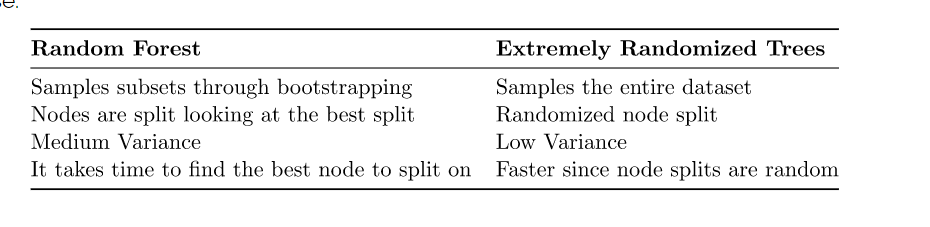 Random Forest Extremely Randomized Trees
Samples subsets through bootstrapping Samples the entire dataset
Nodes are split looking at the best split Randomized node split
Medium Variance Low Variance
It takes time to find the best node to split on Faster since node splits are random